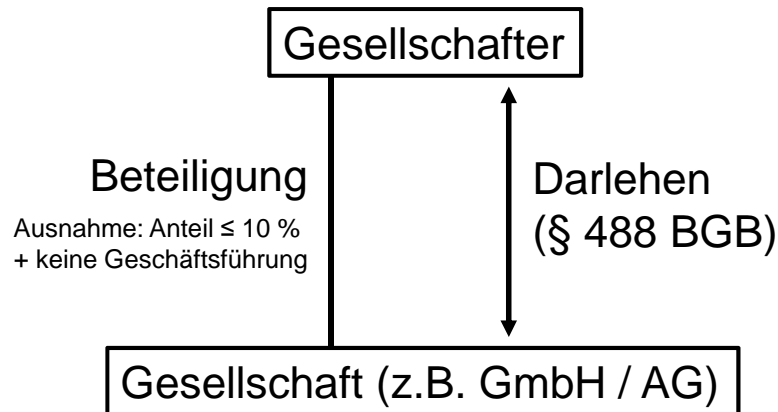 Gesellschafter
Beteiligung
Ausnahme: Anteil ≤ 10 %
+ keine Geschäftsführung
Darlehen
(§ 488 BGB)
Gesellschaft (z.B. GmbH / AG)